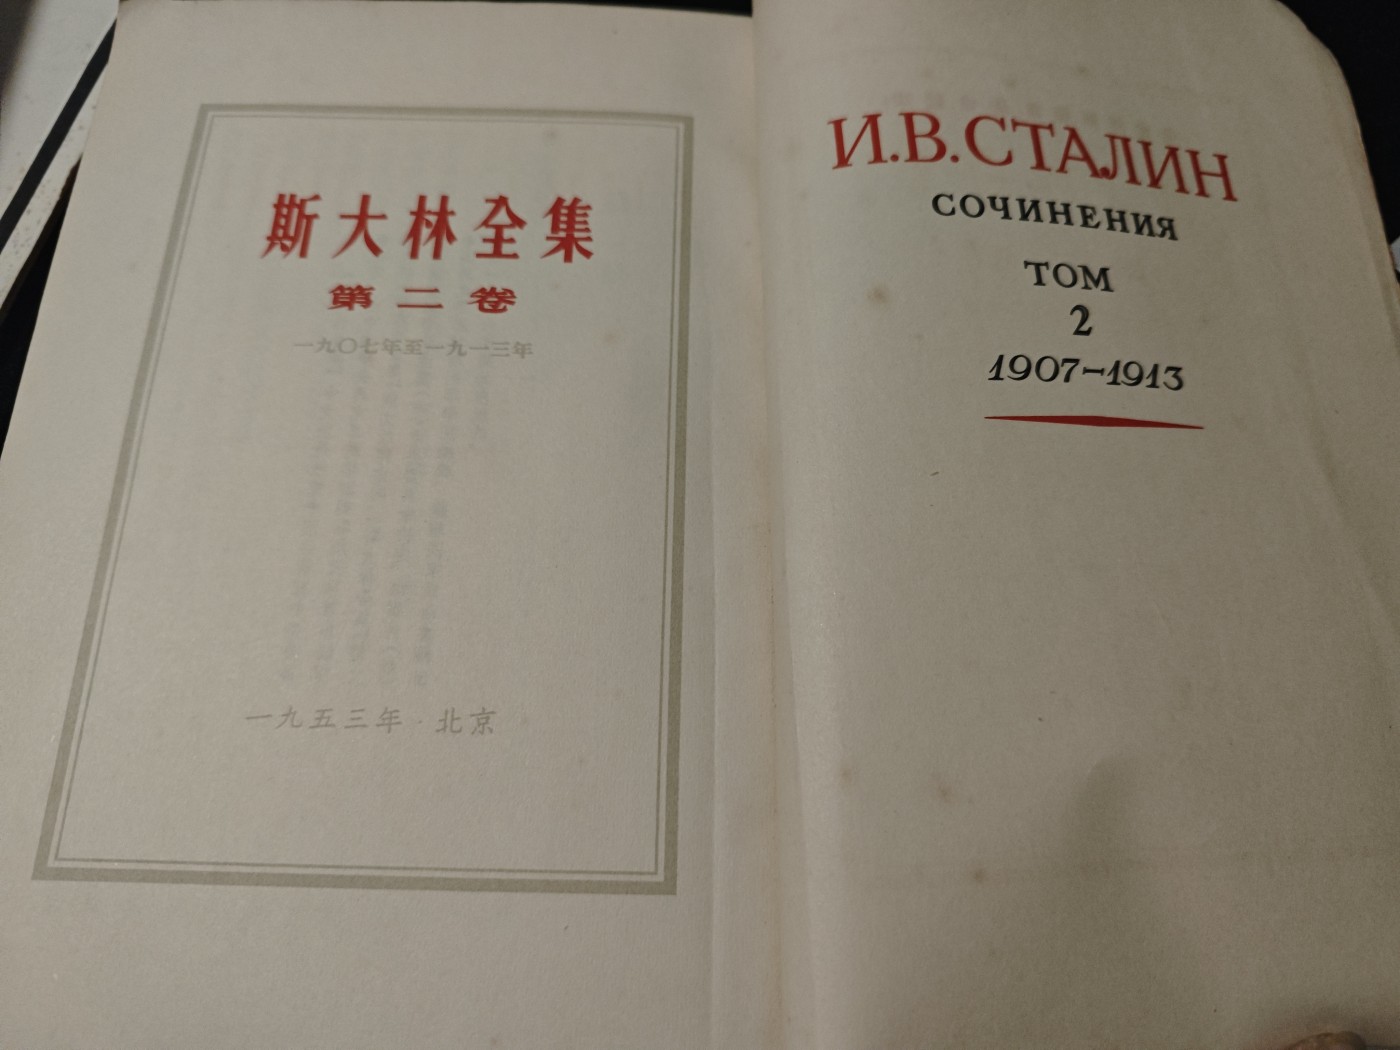 斯大林全集
第二卷
一九〇七年至一九一三年
一九五三年·北京
И.В.СТАЛИН
СОЧИНЕНИЯ
ТОМ
2
1907-1913